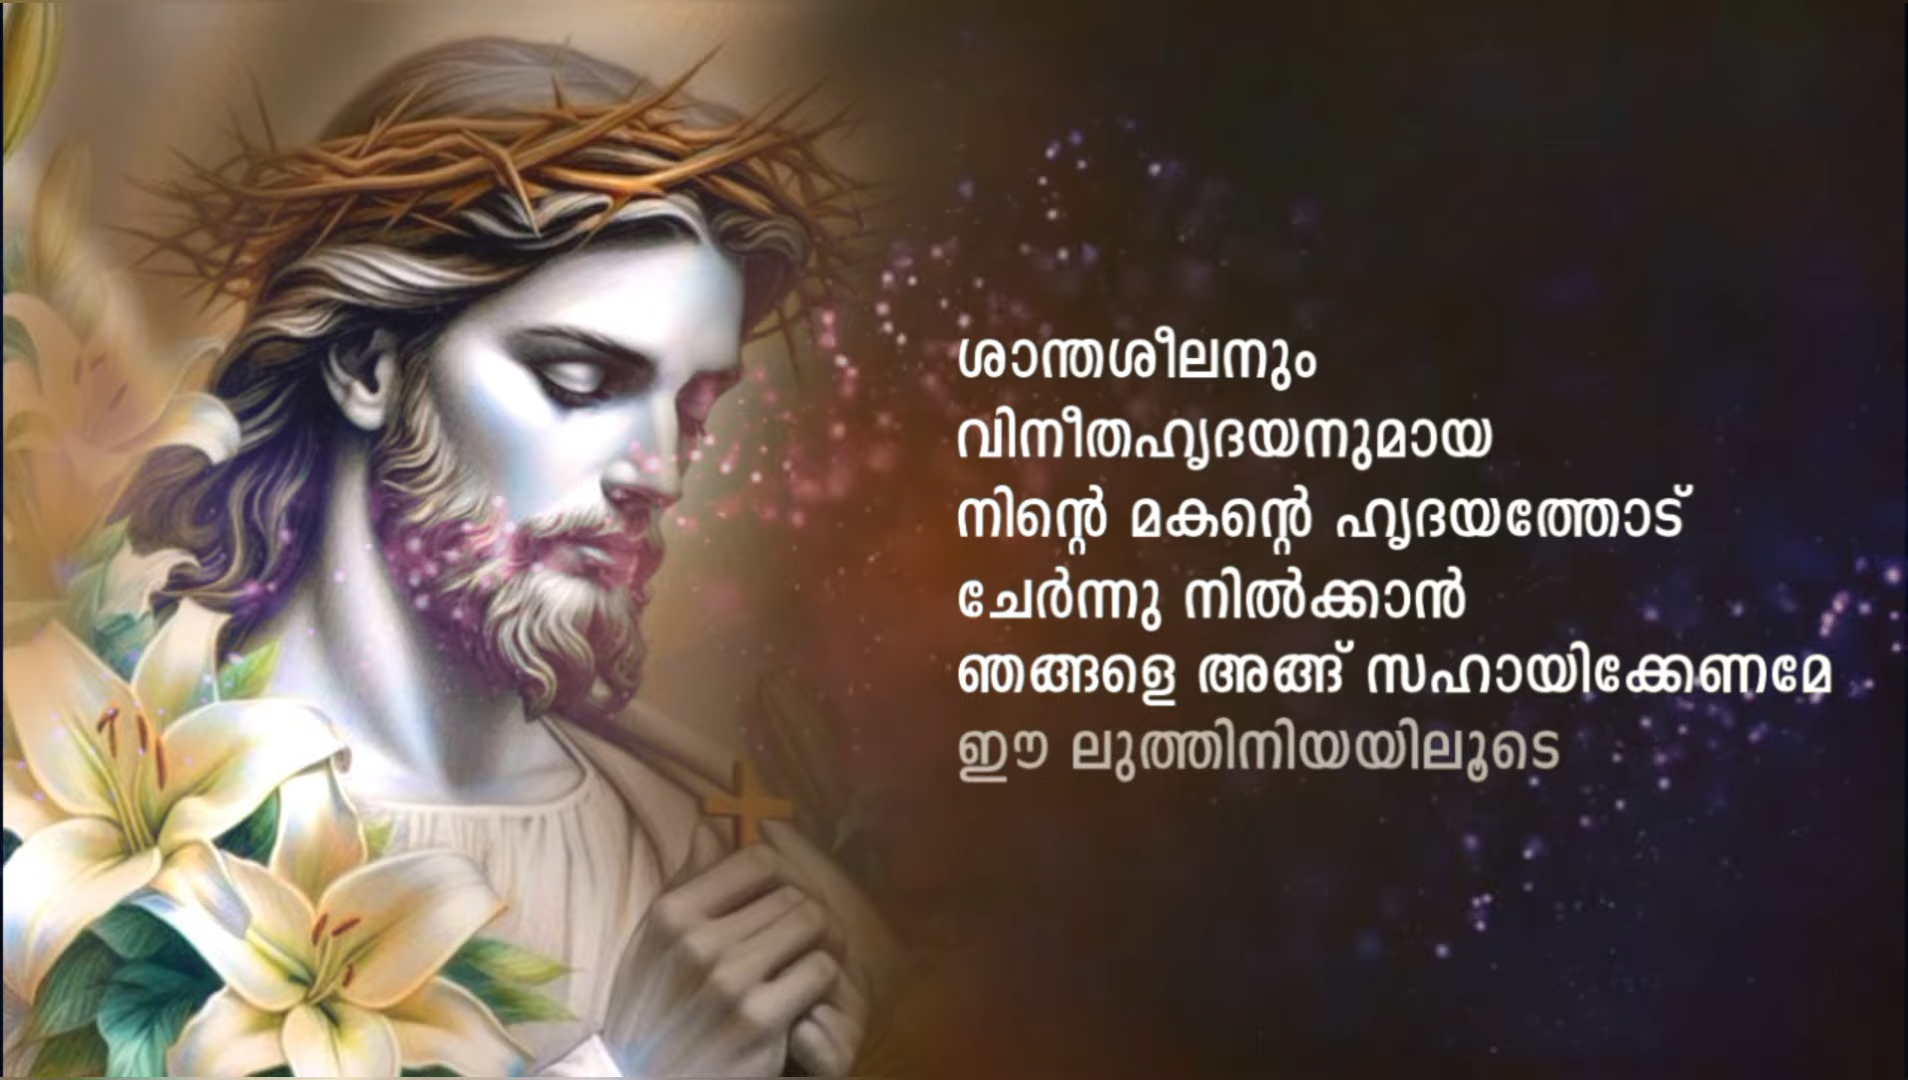 ശാന്തശീലനും
വിനീതഹൃദയനുമായ
നിന്റെ മകന്റെ ഹൃദയത്തോട്
ചേർന്നു നിൽക്കാൻ
ഞങ്ങളെ അങ്ങ് സഹായിക്കേണമേ
ഈ ലുത്തിനിയയിലൂടെ